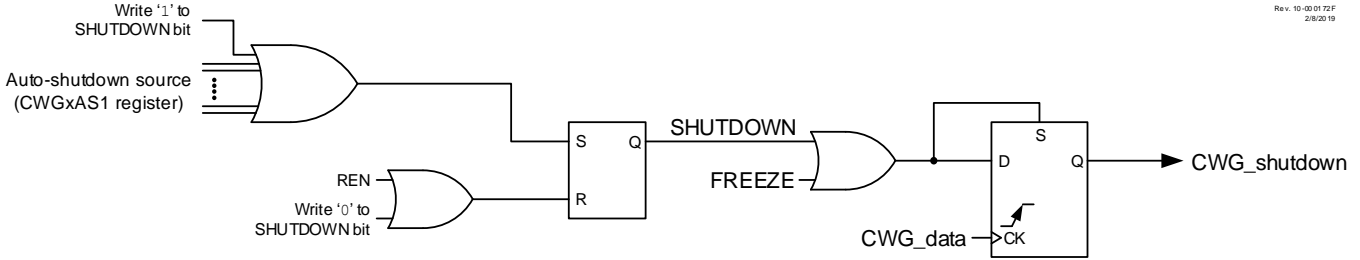 Write ‘1’ to
SHUTDOWN bit
Rev. 10-000172F
2/8/2019
Auto-shutdown source
(CWGxAS1 register)
S
Q
R
SHUTDOWN
FREEZE
REN
Write ‘0’ to
SHUTDOWN bit
S
D
Q
CWG_shutdown
CWG_data
CK